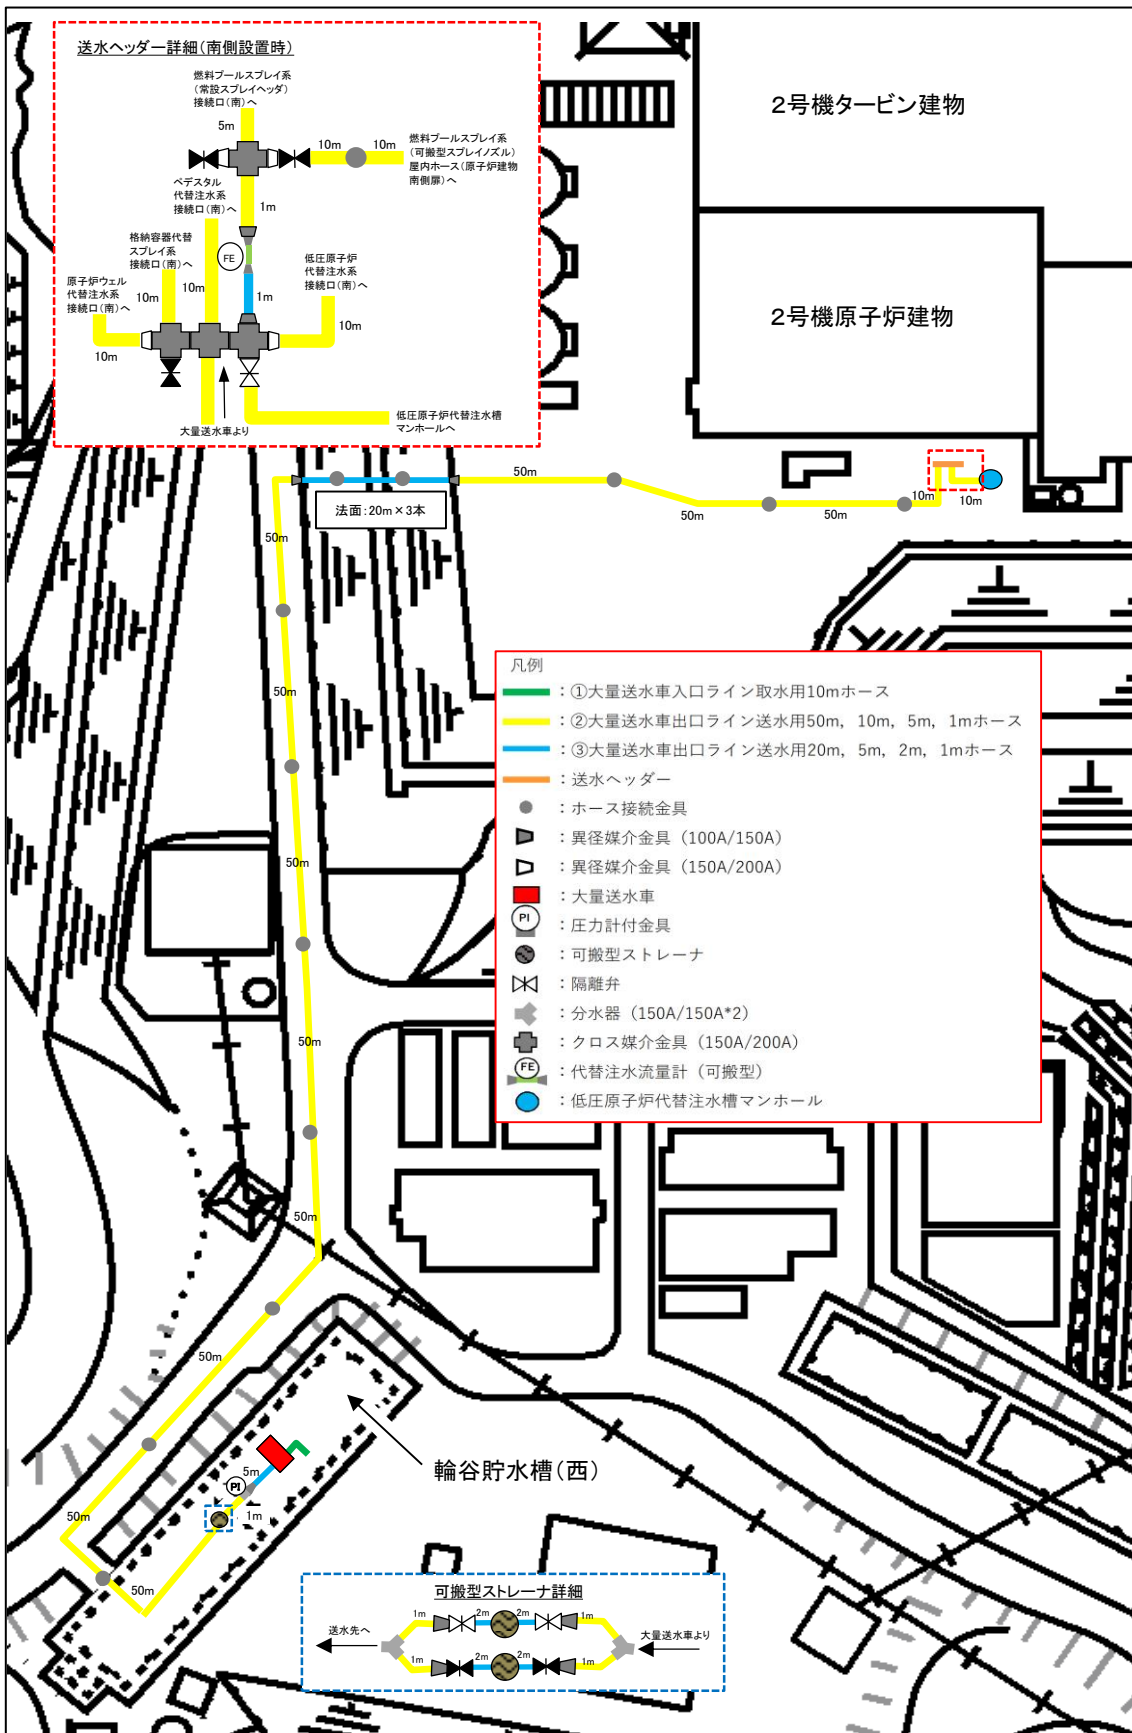 送水ヘッダー詳細(南側設置時)
燃料プールスプレイ系
(常設スプレイヘッダ)
接続口(南)へ
5m
10m
10m
燃料プールスプレイ系
(可搬型スプレイノズル)
屋内ホース(原子炉建物
南側扉)へ
ペデスタル
代替注水系
接続口(南)へ
1m
格納容器代替
スプレイ系
接続口(南)へ
FE
低圧原子炉
代替注水系
接続口(南)へ
原子炉ウェル
代替注水系
接続口(南)へ
10m
10m
1m
10m
10m
大量送水車より
低圧原子炉代替注水槽
マンホールへ
2号機タービン建物
2号機原子炉建物
50m
法面:20m×3本
50m
50m
50m
10m
10m
50m
50m
50m
50m
50m
50m
50m
50m
凡例
:①大量送水車入口ライン取水用10mホース
:②大量送水車出口ライン送水用50m, 10m, 5m, 1mホース
:③大量送水車出口ライン送水用20m, 5m, 2m, 1mホース
:送水ヘッダー
:ホース接続金具
:異径媒介金具 (100A/150A)
:異径媒介金具 (150A/200A)
:大量送水車
PI
:圧力計付金具
:可搬型ストレーナ
:隔離弁
:分水器 (150A/150A*2)
:クロス媒介金具 (150A/200A)
FE
:代替注水流量計 (可搬型)
:低圧原子炉代替注水槽マンホール
輪谷貯水槽(西)
5m
PI
1m
可搬型ストレーナ詳細
送水先へ
1m
2m
2m
1m
大量送水車より
1m
2m
2m
1m